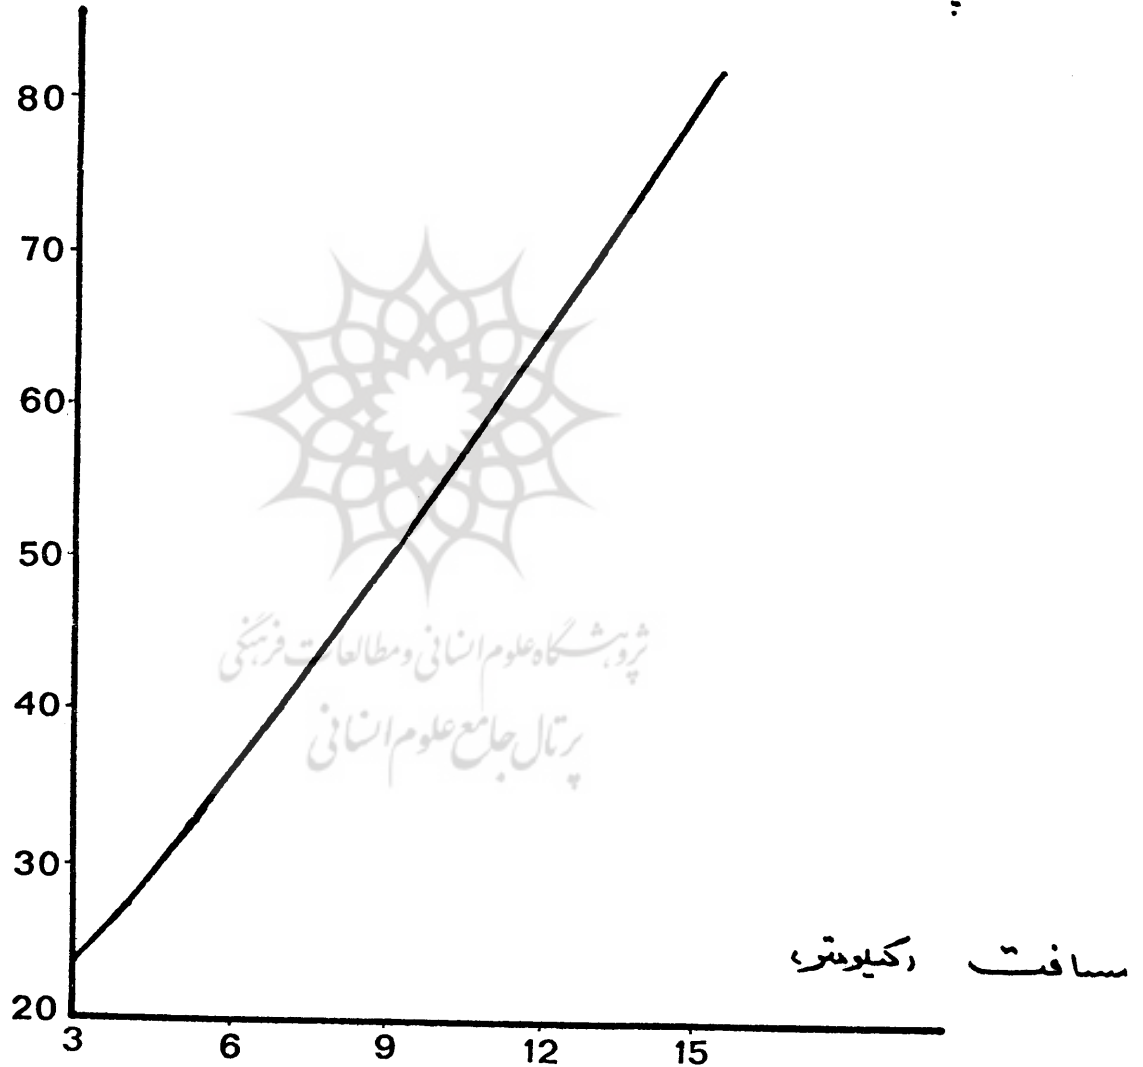 80
70
60
50
40
30
20
3 6 9 12 15
مسافت (کیلومتر)
پژوهشگاه علوم انسانی و مطالعات فرهنگی
پرتال جامع علوم انسانی